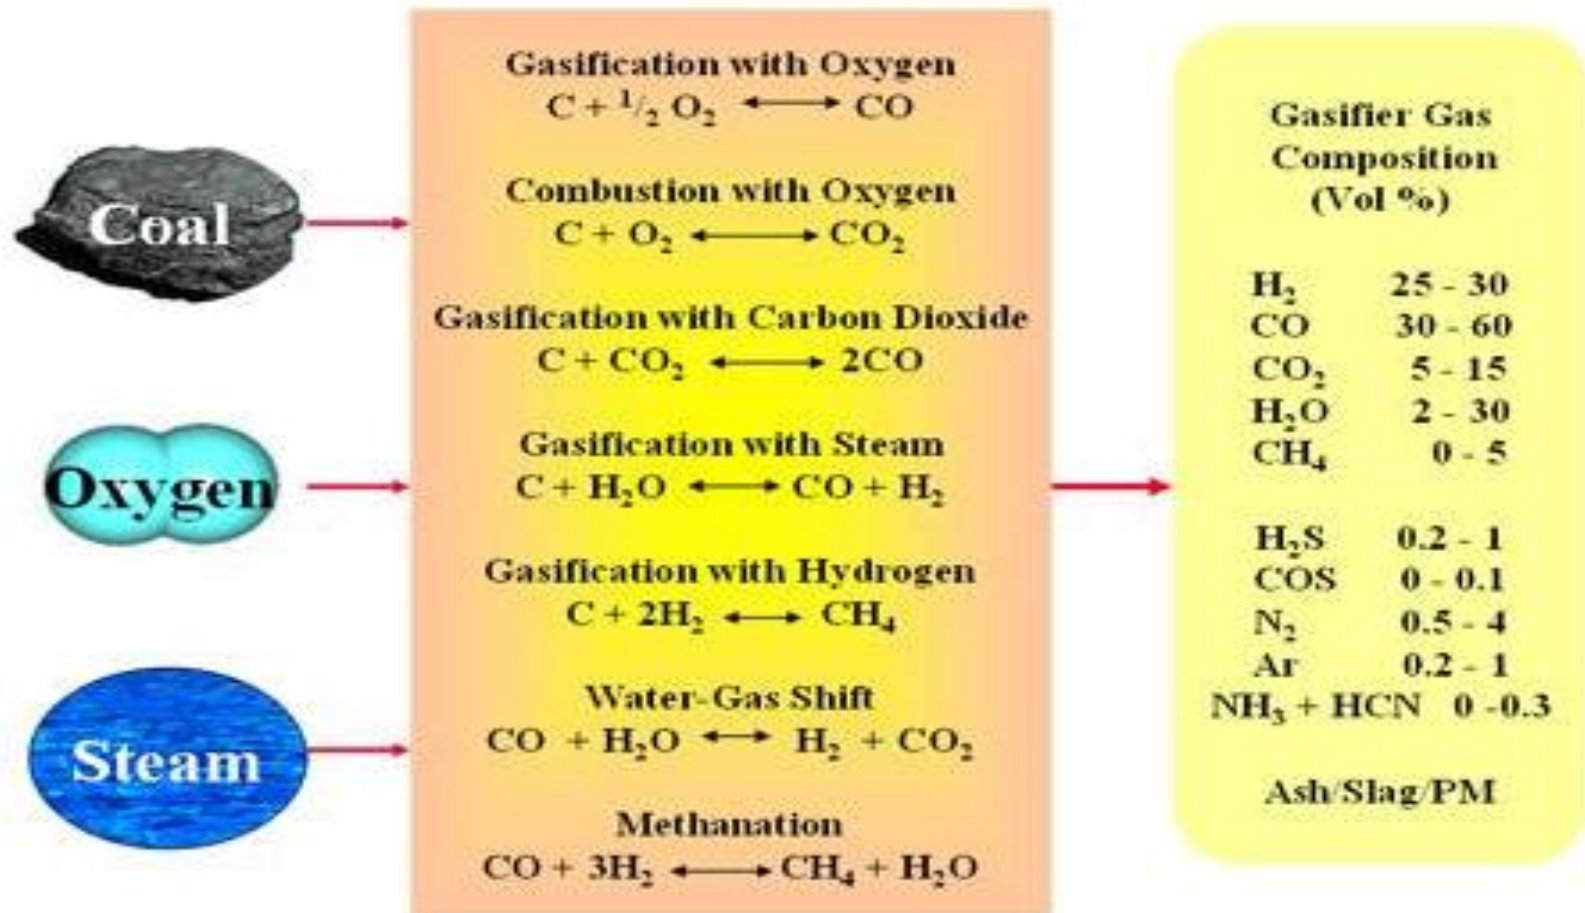 Coal
Oxygen
Steam
Gasification with Oxygen
C + 1/2 O₂ ⟷ CO
Combustion with Oxygen
C + O₂ ⟷ CO₂
Gasification with Carbon Dioxide
C + CO₂ ⟷ 2CO
Gasification with Steam
C + H₂O ⟷ CO + H₂
Gasification with Hydrogen
C + 2H₂ ⟷ CH₄
Water-Gas Shift
CO + H₂O ⟷ H₂ + CO₂
Methanation
CO + 3H₂ ⟷ CH₄ + H₂O
Gasifier Gas
Composition
(Vol %)
H₂ 25 - 30
CO 30 - 60
CO₂ 5 - 15
H₂O 2 - 30
CH₄ 0 - 5
H₂S 0.2 - 1
COS 0 - 0.1
N₂ 0.5 - 4
Ar 0.2 - 1
NH₃ + HCN 0 -0.3
Ash/Slag/PM